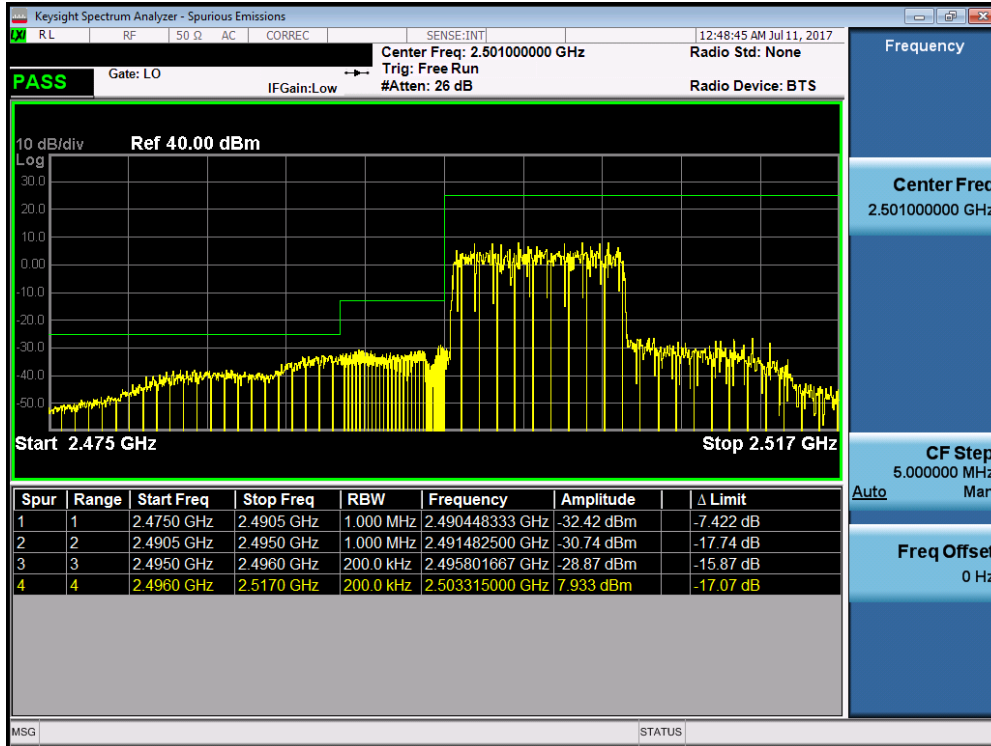 Keysight Spectrum Analyzer - Spurious Emissions
LXI RL RF 50 Ω AC CORREC SENSE:INT 12:48:45 AM Jul 11, 2017
Center Freq: 2.501000000 GHz Radio Std: None
PASS Gate: LO Trig: Free Run
IFGain:Low #Atten: 26 dB Radio Device: BTS
10 dB/div Ref 40.00 dBm
Log
30.0
20.0
10.0
0.00
-10.0
-20.0
-30.0
-40.0
-50.0
Start 2.475 GHz Stop 2.517 GHz
Spur Range Start Freq Stop Freq RBW Frequency Amplitude Δ Limit
1 1 2.4750 GHz 2.4905 GHz 1.000 MHz 2.490448333 GHz -32.42 dBm -7.422 dB
2 2 2.4905 GHz 2.4950 GHz 1.000 MHz 2.491482500 GHz -30.74 dBm -17.74 dB
3 3 2.4950 GHz 2.4960 GHz 200.0 kHz 2.495801667 GHz -28.87 dBm -15.87 dB
4 4 2.4960 GHz 2.5170 GHz 200.0 kHz 2.503315000 GHz 7.933 dBm -17.07 dB
MSG STATUS
Frequency
Center Freq
2.501000000 GHz
CF Step
5.000000 MHz
Auto Man
Freq Offset
0 Hz